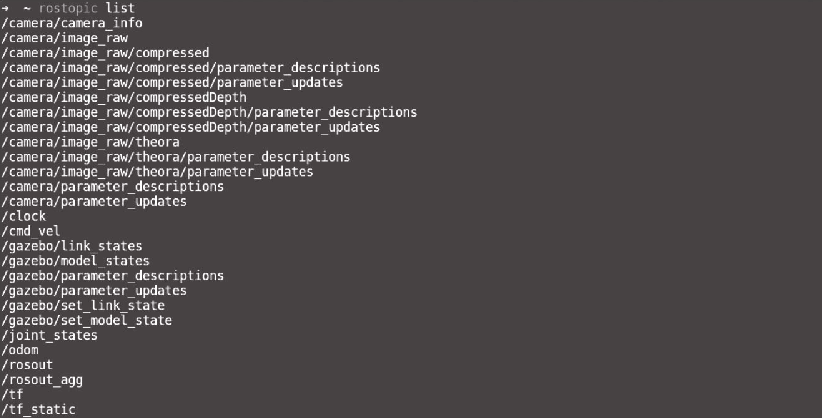 ➜  ~ rostopic list
/camera/camera_info
/camera/image_raw
/camera/image_raw/compressed
/camera/image_raw/compressed/parameter_descriptions
/camera/image_raw/compressed/parameter_updates
/camera/image_raw/compressedDepth
/camera/image_raw/compressedDepth/parameter_descriptions
/camera/image_raw/compressedDepth/parameter_updates
/camera/image_raw/theora
/camera/image_raw/theora/parameter_descriptions
/camera/image_raw/theora/parameter_updates
/camera/parameter_descriptions
/camera/parameter_updates
/clock
/cmd_vel
/gazebo/link_states
/gazebo/model_states
/gazebo/parameter_descriptions
/gazebo/parameter_updates
/gazebo/set_link_state
/gazebo/set_model_state
/joint_states
/odom
/rosout
/rosout_agg
/tf
/tf_static